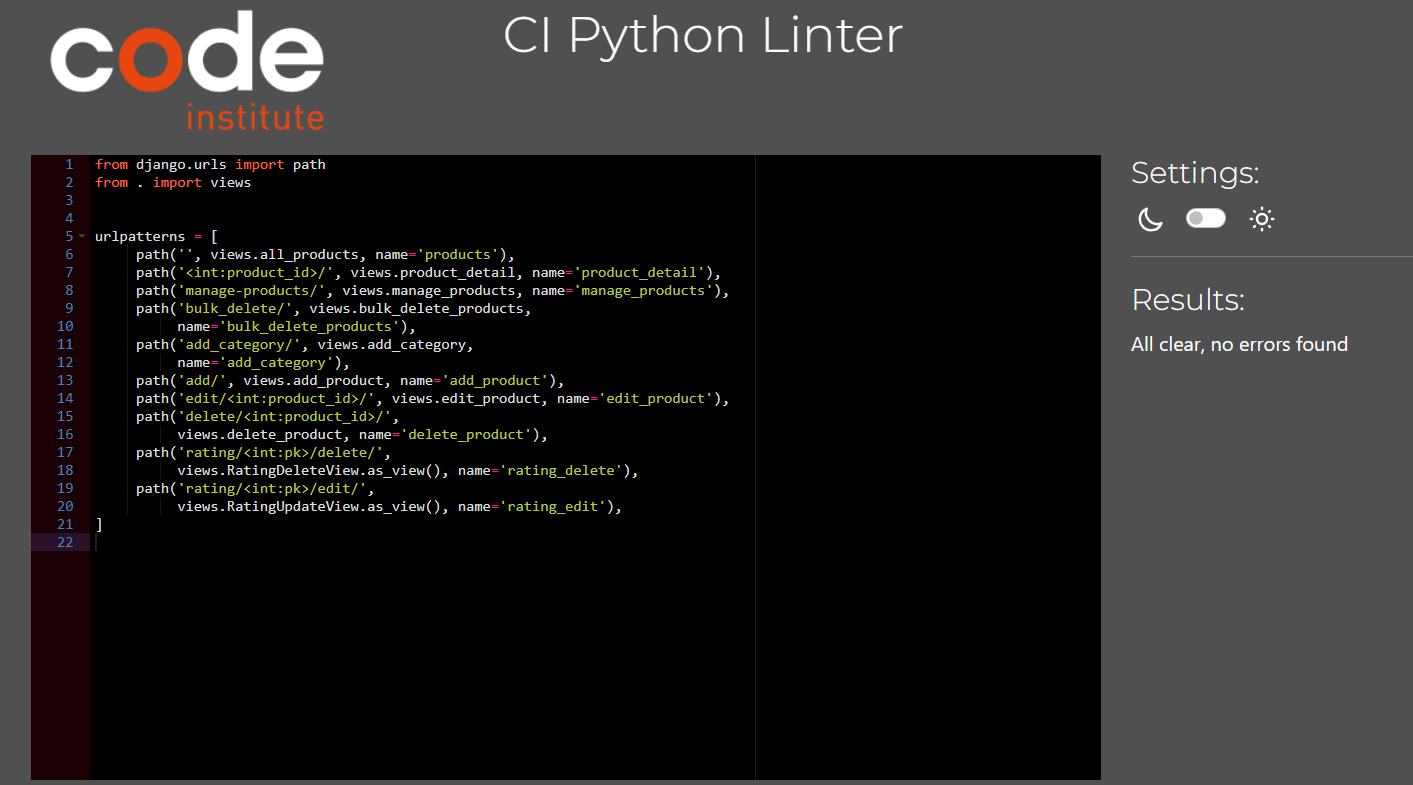 code
institute
CI Python Linter
1 from django.urls import path
2 from . import views
3
4
5 urlpatterns = [
6     path('', views.all_products, name='products'),
7     path('<int:product_id>/', views.product_detail, name='product_detail'),
8     path('manage-products/', views.manage_products, name='manage_products'),
9     path('bulk_delete/', views.bulk_delete_products,
10          name='bulk_delete_products'),
11     path('add_category/', views.add_category,
12          name='add_category'),
13     path('add/', views.add_product, name='add_product'),
14     path('edit/<int:product_id>/', views.edit_product, name='edit_product'),
15     path('delete/<int:product_id>/',
16          views.delete_product, name='delete_product'),
17     path('rating/<int:pk>/delete/',
18          views.RatingDeleteView.as_view(), name='rating_delete'),
19     path('rating/<int:pk>/edit/',
20          views.RatingUpdateView.as_view(), name='rating_edit'),
21 ]
22
Settings:
Results:
All clear, no errors found